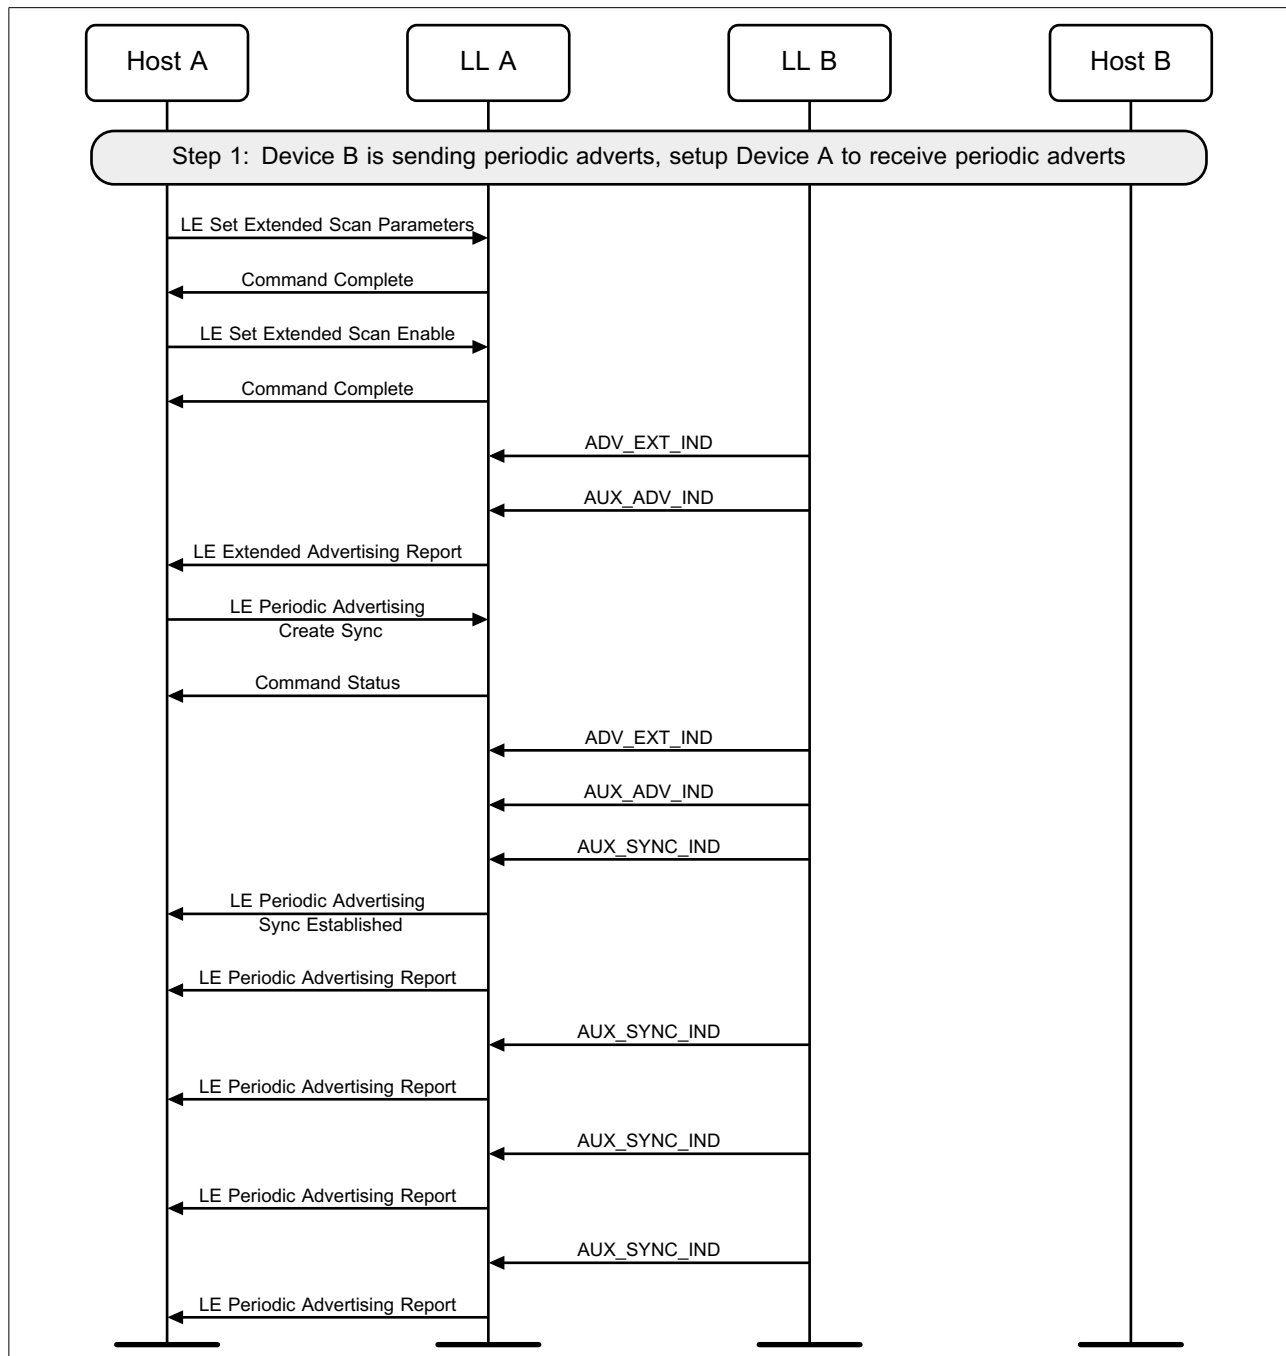 Host A
LL A
LL B
Host B
Step 1: Device B is sending periodic adverts, setup Device A to receive periodic adverts
LE Set Extended Scan Parameters
Command Complete
LE Set Extended Scan Enable
Command Complete
ADV_EXT_IND
AUX_ADV_IND
LE Extended Advertising Report
LE Periodic Advertising
Create Sync
Command Status
ADV_EXT_IND
AUX_ADV_IND
AUX_SYNC_IND
LE Periodic Advertising
Sync Established
LE Periodic Advertising Report
AUX_SYNC_IND
LE Periodic Advertising Report
AUX_SYNC_IND
LE Periodic Advertising Report
AUX_SYNC_IND
LE Periodic Advertising Report